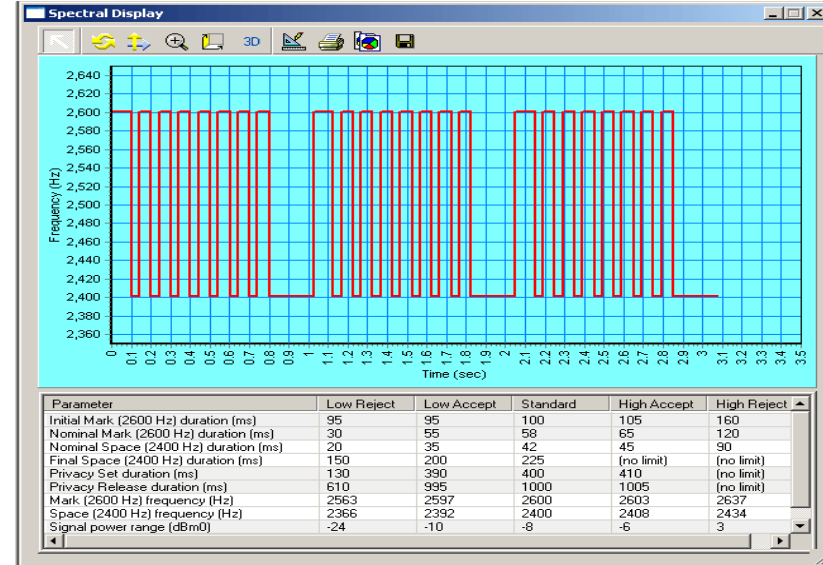 Spectral Display
3D
2,640
2,620
2,600
2,580
2,560
2,540
2,520
2,500
2,480
2,460
2,440
2,420
2,400
2,380
2,360
Frequency (Hz)
0 0.1 0.2 0.3 0.4 0.5 0.6 0.7 0.8 0.9 1 1.1 1.2 1.3 1.4 1.5 1.6 1.7 1.8 1.9 2 2.1 2.2 2.3 2.4 2.5 2.6 2.7 2.8 2.9 3 3.1 3.2 3.3 3.4 3.5
Time (sec)
Parameter Low Reject Low Accept Standard High Accept High Reject
Initial Mark (2600 Hz) duration (ms) 95 95 100 105 160
Nominal Mark (2600 Hz) duration (ms) 30 55 58 65 120
Nominal Space (2400 Hz) duration (ms) 20 35 42 45 90
Final Space (2400 Hz) duration (ms) 150 200 225 (no limit) (no limit)
Privacy Set duration (ms) 130 390 400 410 (no limit)
Privacy Release duration (ms) 610 995 1000 1005 (no limit)
Mark (2600 Hz) frequency (Hz) 2563 2597 2600 2603 2637
Space (2400 Hz) frequency (Hz) 2366 2392 2400 2408 2434
Signal power range (dBm0) -24 -10 -8 -6 3